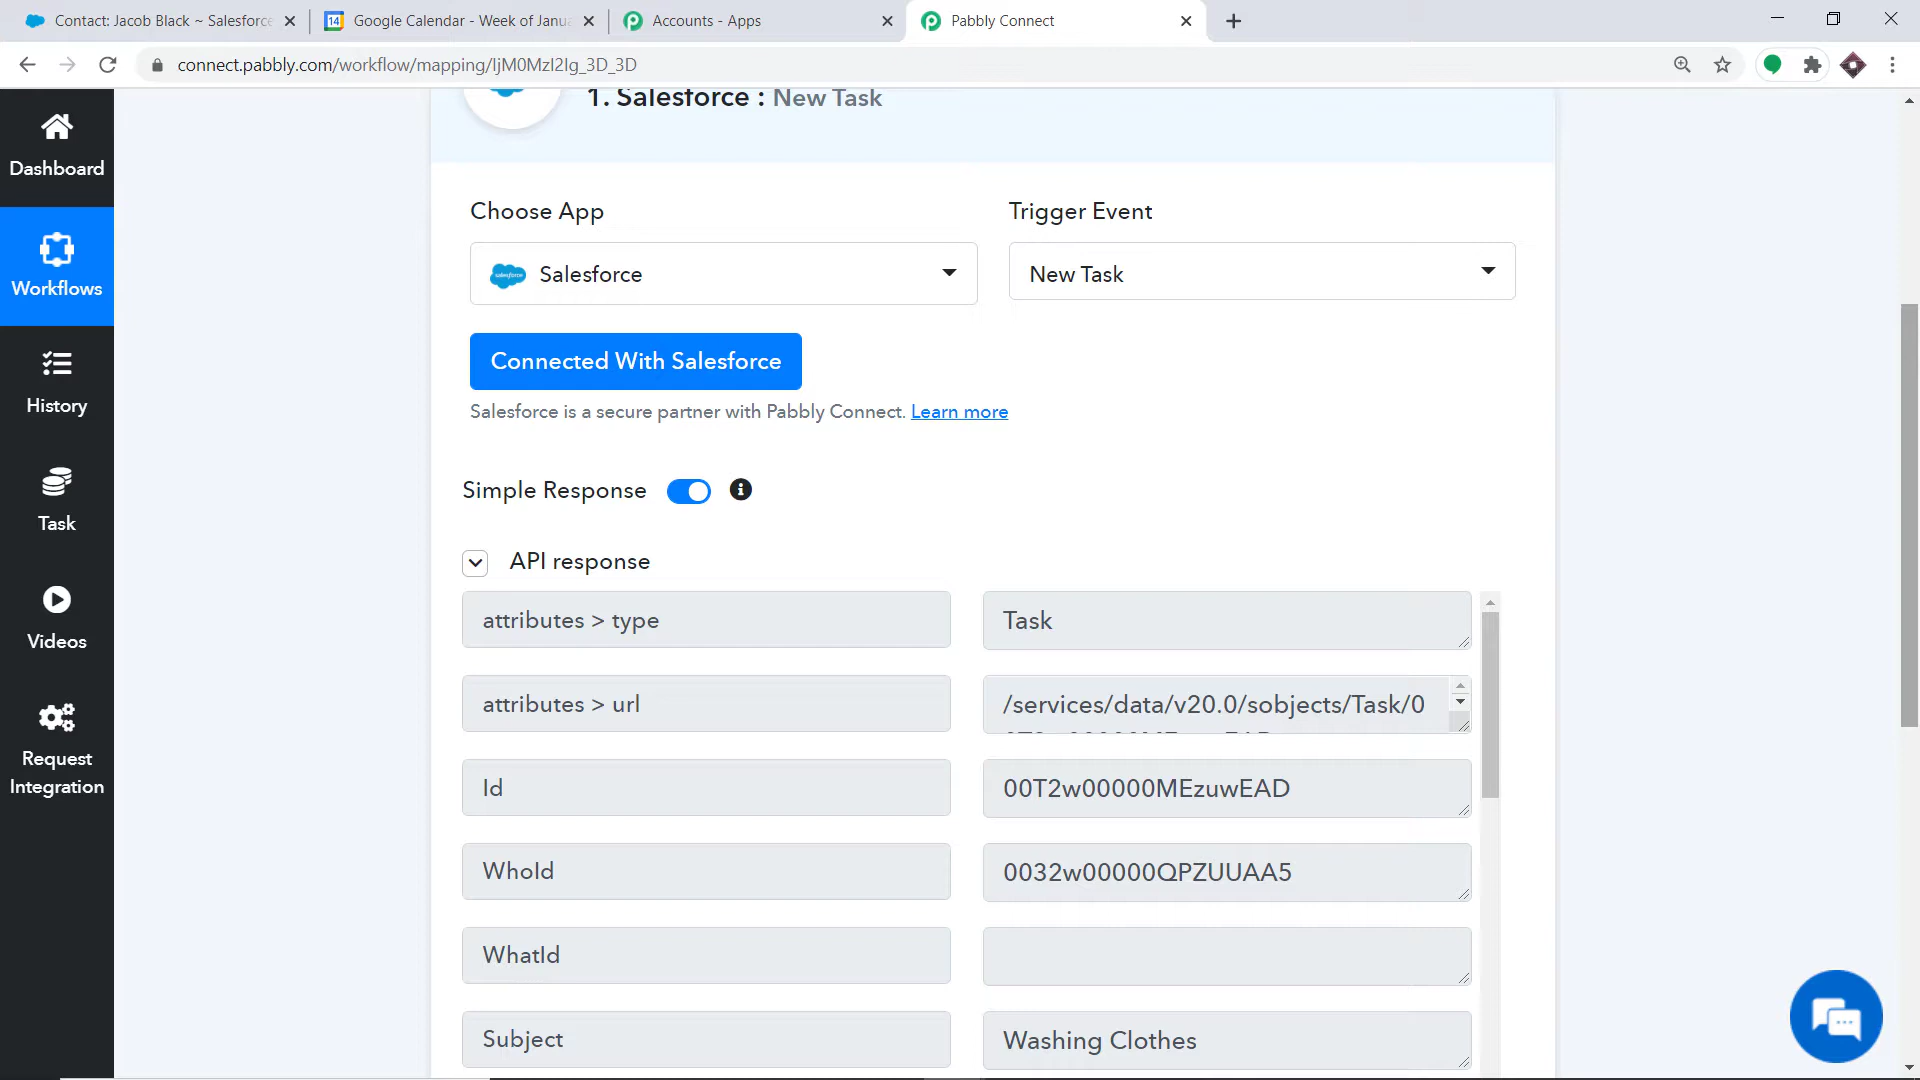 Contact: Jacob Black ~ Salesforce
Google Calendar - Week of Janua
Accounts - Apps
Pabbly Connect
connect.pabbly.com/workflow/mapping/IjM0MzI2Ig_3D_3D
1. Salesforce : New Task
Dashboard
Workflows
History
Task
Videos
Request
Integration
Choose App
Trigger Event
Salesforce
New Task
Connected With Salesforce
Salesforce is a secure partner with Pabbly Connect. Learn more
Simple Response
API response
attributes > type
Task
attributes > url
/services/data/v20.0/sobjects/Task/0
Id
00T2w00000MEzuwEAD
WhoId
0032w00000QPZUUAA5
WhatId
Subject
Washing Clothes